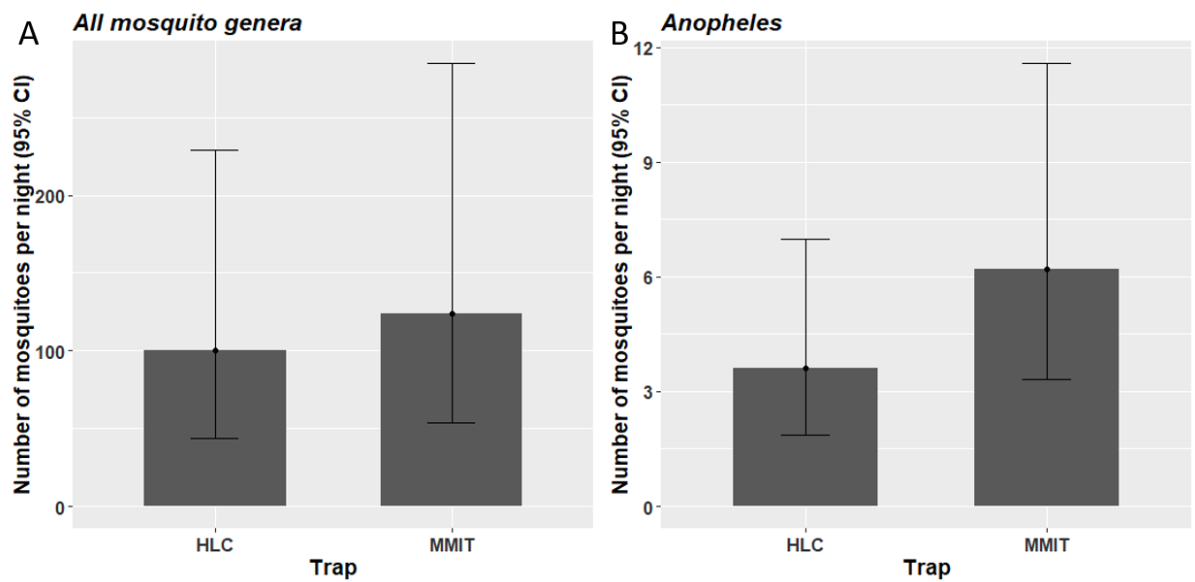 A
All mosquito genera
Number of mosquitoes per night (95% CI)
200
100
0
HLC
MMIT
Trap
B
Anopheles
Number of mosquitoes per night (95% CI)
12
9
6
3
0
HLC
MMIT
Trap